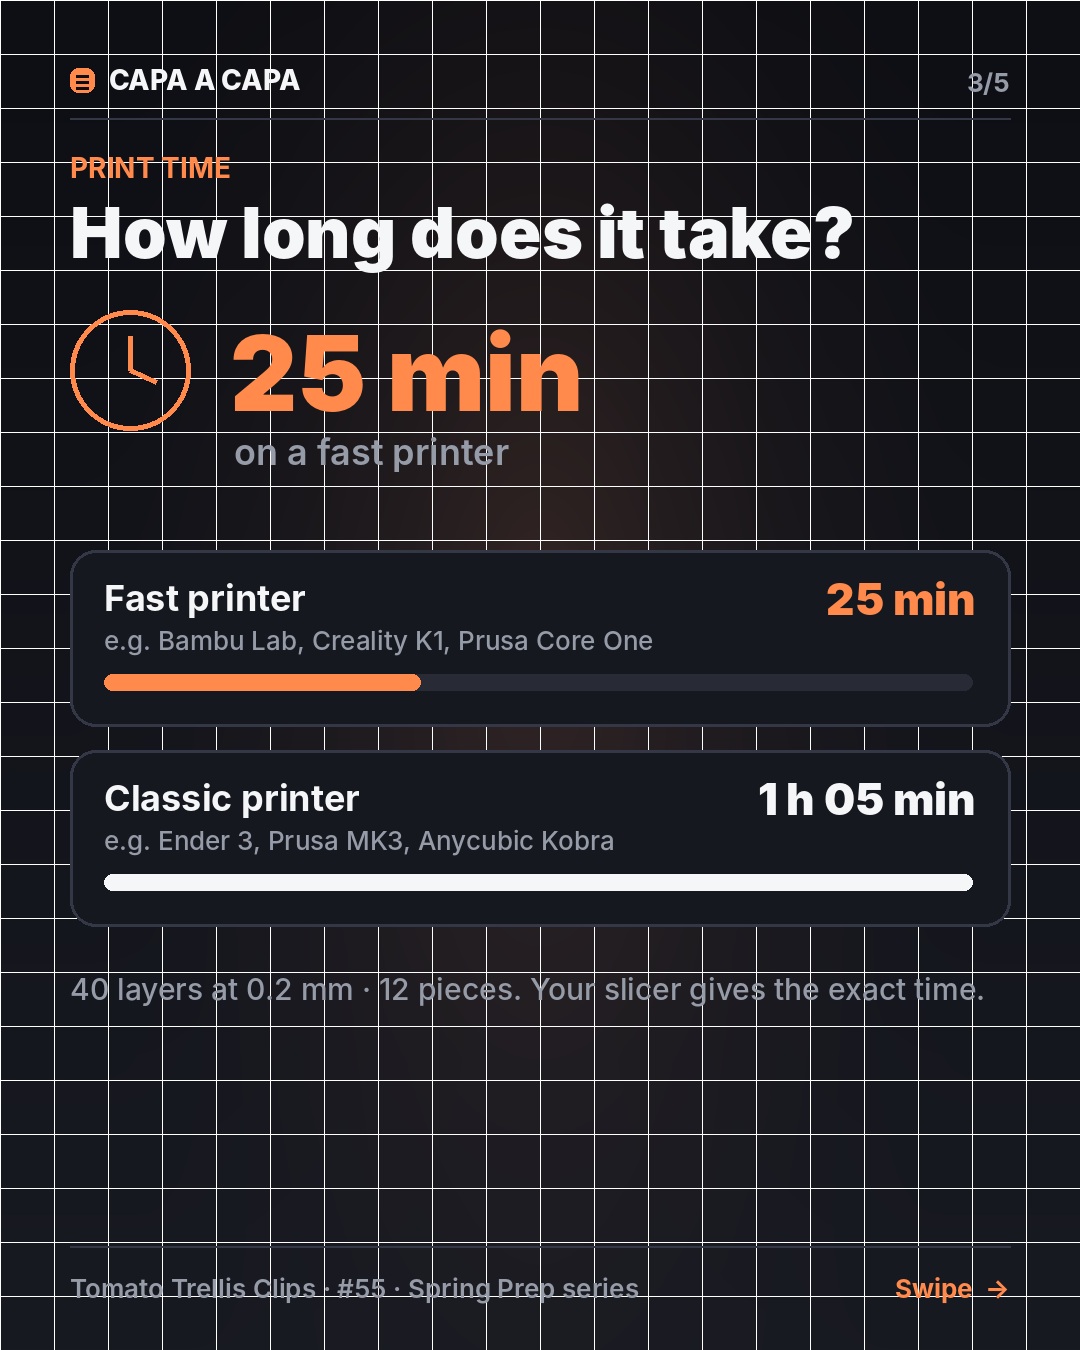 CAPA A CAPA
3/5
PRINT TIME
How long does it take?
25 min
on a fast printer
Fast printer
25 min
e.g. Bambu Lab, Creality K1, Prusa Core One
Classic printer
1 h 05 min
e.g. Ender 3, Prusa MK3, Anycubic Kobra
40 layers at 0.2 mm · 12 pieces. Your slicer gives the exact time.
Tomato Trellis Clips · #55 · Spring Prep series
Swipe →